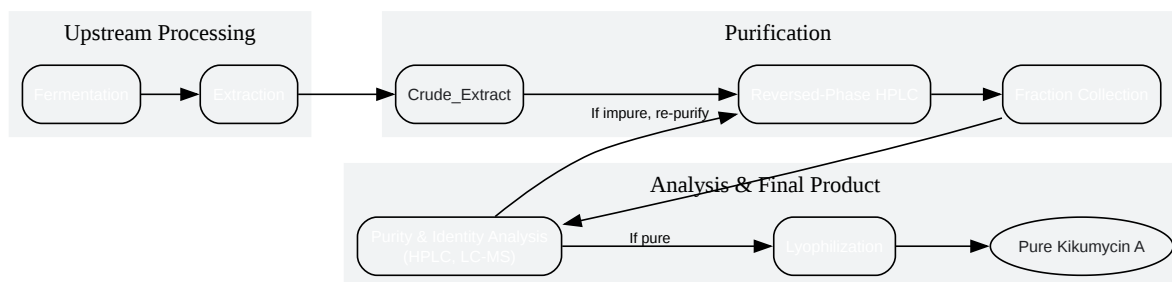 Upstream Processing
Purification
Fermentation
Extraction
Crude_Extract
Reversed-Phase HPLC
Fraction Collection
If impure, re-purify
Analysis & Final Product
Purity & Identity Analysis
(HPLC, LC-MS)
If pure
Lyophilization
Pure Kikumycin A